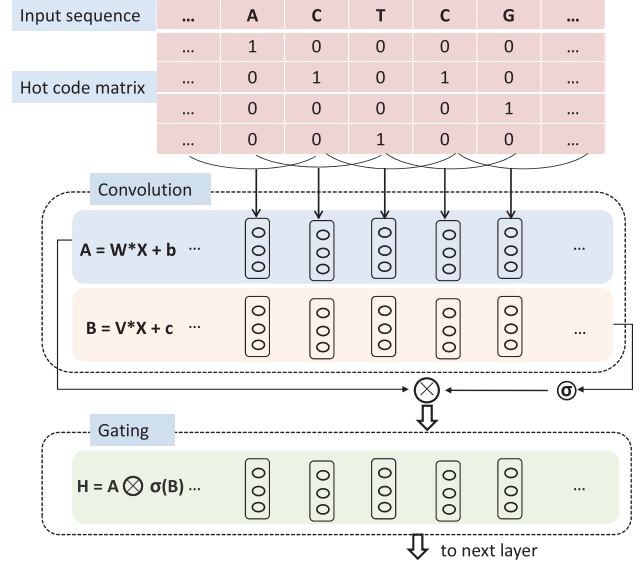 Input sequence ... A C T C G ...
... 1 0 0 0 0 ...
Hot code matrix ... 0 1 0 1 0 ...
... 0 0 0 0 1 ...
... 0 0 1 0 0 ...
Convolution
A = W*X + b ... ...
B = V*X + c ... ...
⊗ σ
Gating
H = A ⊗ σ(B) ... ...
to next layer